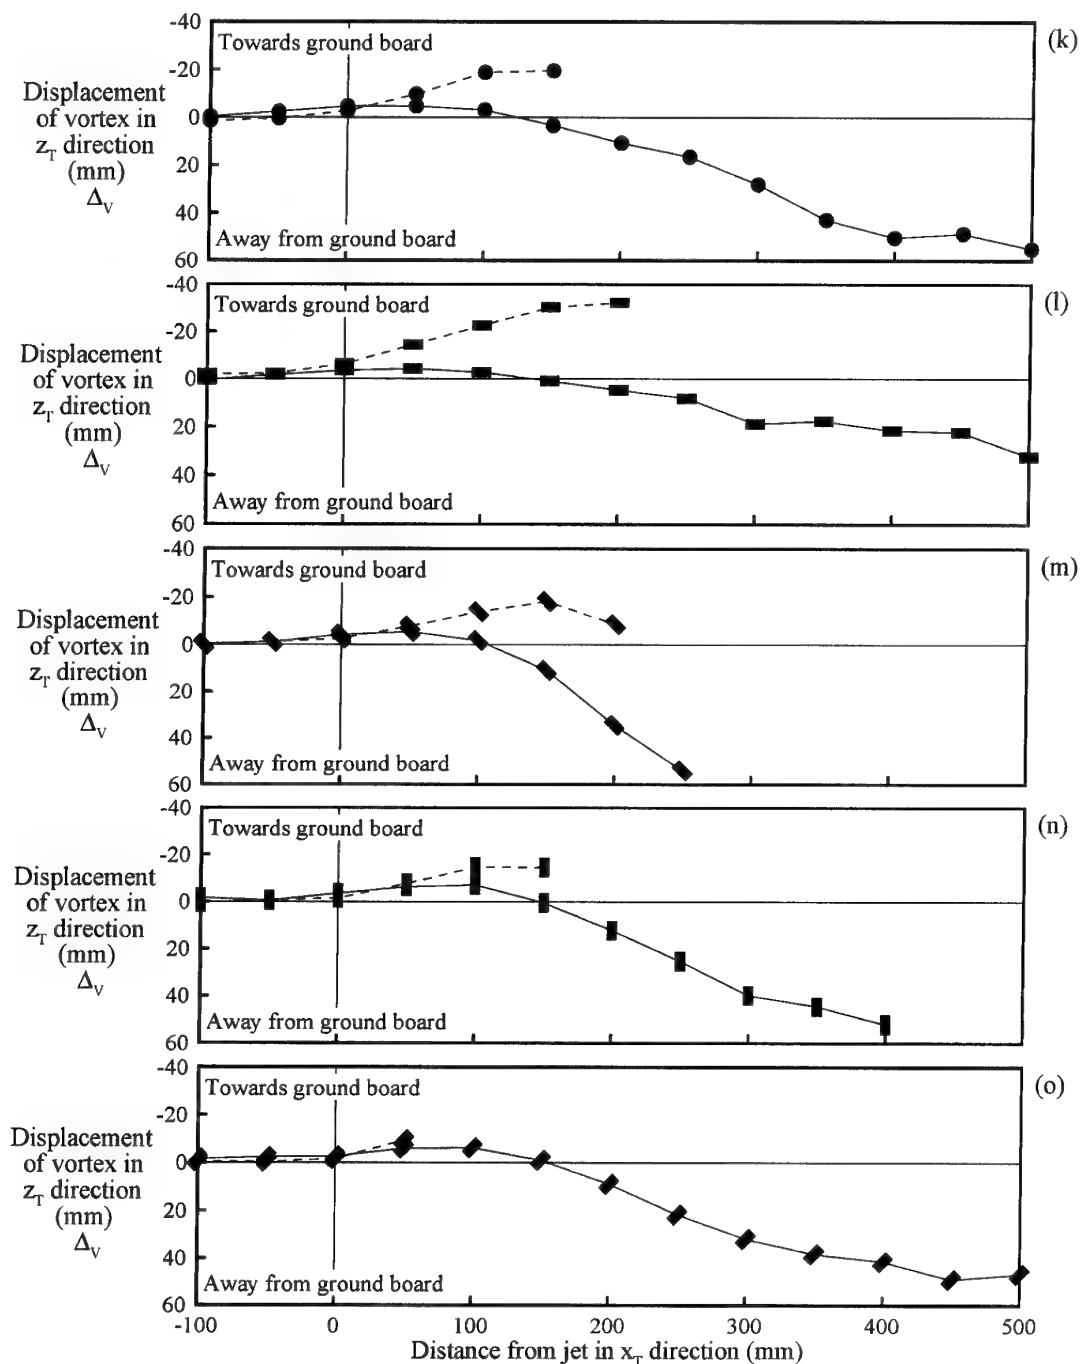 -40
Towards ground board
(k)
-20
Displacement
of vortex in
z_T direction
(mm)
Δ_V
0
20
40
Away from ground board
60
-40
Towards ground board
(l)
-20
Displacement
of vortex in
z_T direction
(mm)
Δ_V
0
20
40
Away from ground board
60
-40
Towards ground board
(m)
-20
Displacement
of vortex in
z_T direction
(mm)
Δ_V
0
20
40
Away from ground board
60
-40
Towards ground board
(n)
-20
Displacement
of vortex in
z_T direction
(mm)
Δ_V
0
20
40
Away from ground board
60
-40
Towards ground board
(o)
-20
Displacement
of vortex in
z_T direction
(mm)
Δ_V
0
20
40
Away from ground board
60
-100 0 100 200 300 400 500
Distance from jet in x_T direction (mm)